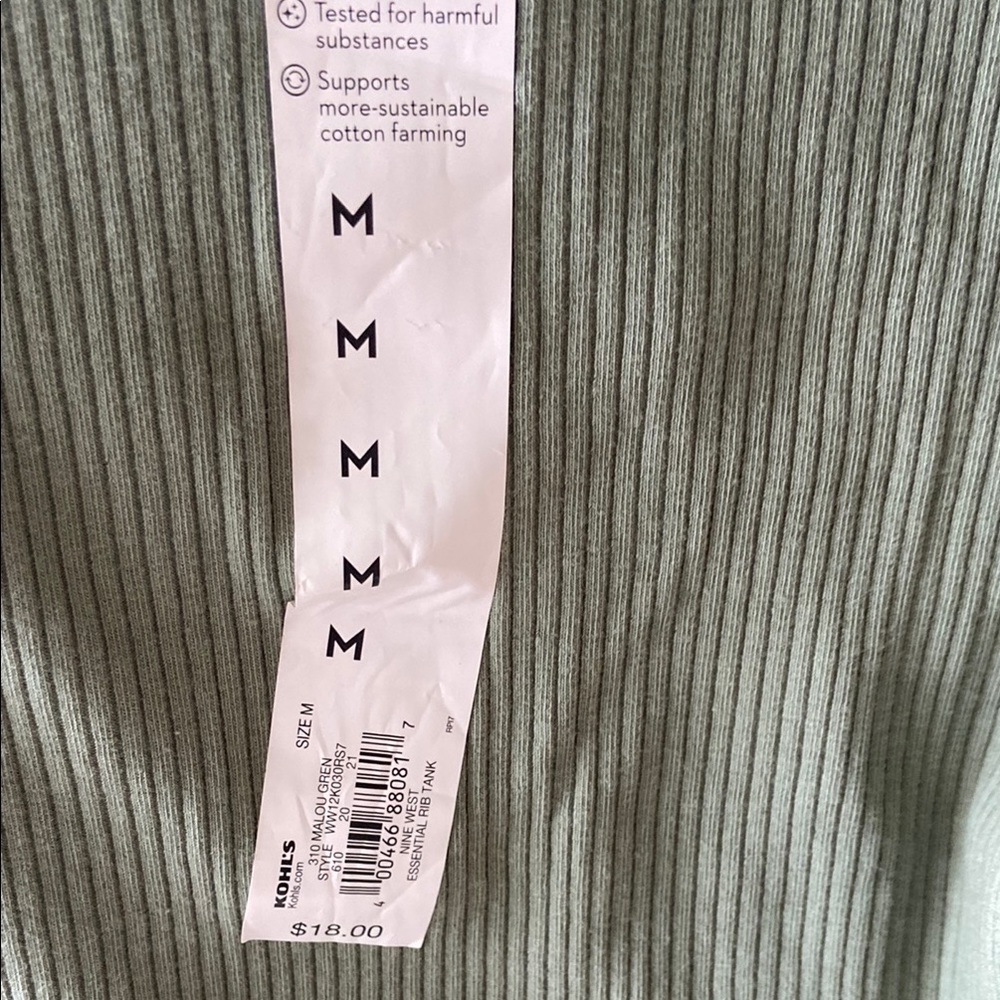 Tested for harmful
substances
Supports
more-sustainable
cotton farming
M
M
M
M
M
SIZE M
310 MALOU GREN
STYLE WW12K030RS7
610 20 21
4 00466 88081 7
NINE WEST
ESSENTIAL RIB TANK
RPI7
KOHL'S
Kohls.com
$18.00